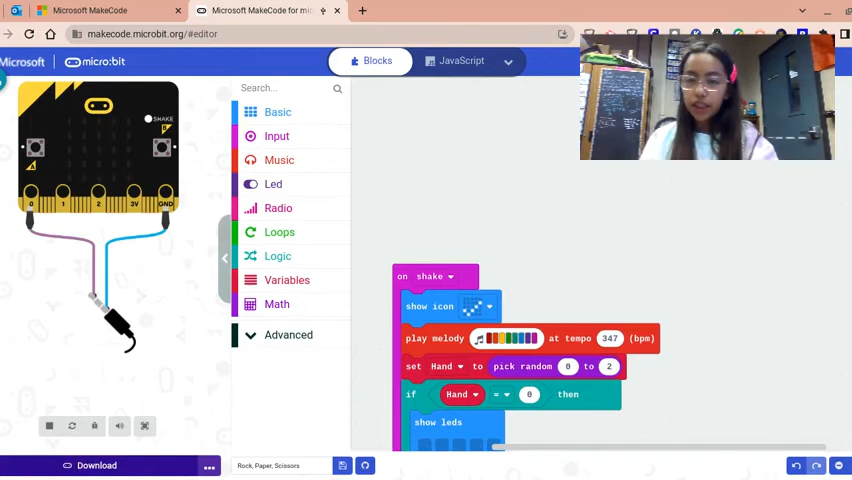 Microsoft MakeCode
Microsoft MakeCode for mic
makecode.microbit.org/#editor
Microsoft
micro:bit
Blocks
JavaScript
Search...
Basic
Input
Music
Led
Radio
Loops
Logic
Variables
Math
Advanced
SHAKE
B
A
0 1 2 3V GND
on shake
show icon
play melody at tempo 347 (bpm)
set Hand to pick random 0 to 2
if Hand = 0 then
show leds
Download
...
Rock, Paper, Scissors